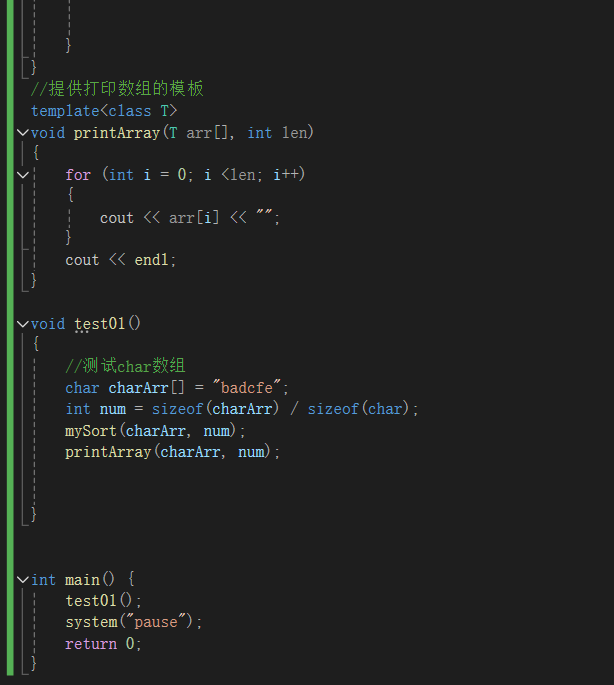 }
}
//提供打印数组的模板
template<class T>
void printArray(T arr[], int len)
{
for (int i = 0; i <len; i++)
{
cout << arr[i] << "";
}
cout << endl;
}
void test01()
{
//测试char数组
char charArr[] = "badcfe";
int num = sizeof(charArr) / sizeof(char);
mySort(charArr, num);
printArray(charArr, num);
}
int main() {
test01();
system("pause");
return 0;
}